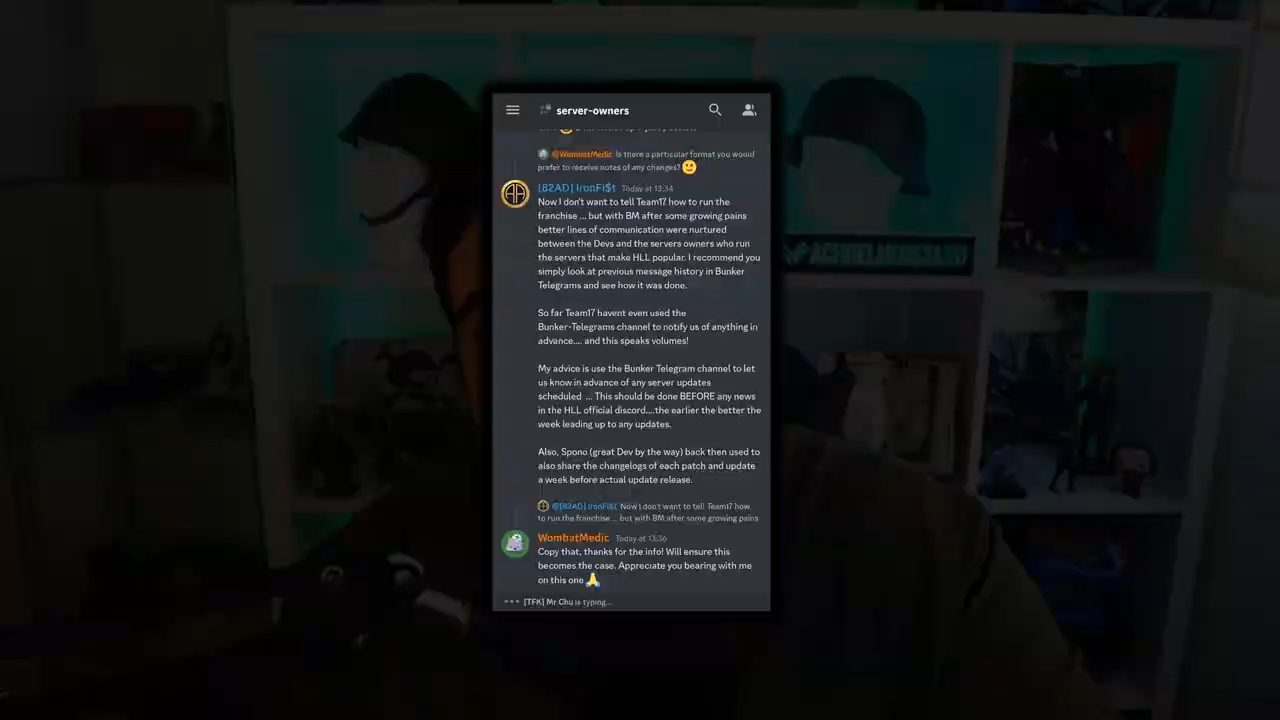 server-owners
@WombatMedic Is there a particular format you would
prefer to receive notes of any changes? 🙂
[82AD] IronFi$t Today at 13:34
Now I don't want to tell Team17 how to run the
franchise ... but with BM after some growing pains
better lines of communication were nurtured
between the Devs and the servers owners who run
the servers that make HLL popular. I recommend you
simply look at previous message history in Bunker
Telegrams and see how it was done.
So far Team17 havent even used the
Bunker-Telegrams channel to notify us of anything in
advance.... and this speaks volumes!
My advice is use the Bunker Telegram channel to let
us know in advance of any server updates
scheduled ... This should be done BEFORE any news
in the HLL official discord....the earlier the better the
week leading up to any updates.
Also, Spono (great Dev by the way) back then used to
also share the changelogs of each patch and update
a week before actual update release.
@[82AD] IronFi$t Now I don't want to tell Team17 how
to run the franchise ... but with BM after some growing pains
WombatMedic Today at 13:36
Copy that, thanks for the info! Will ensure this
becomes the case. Appreciate you bearing with me
on this one 🙏
[TFK] Mr Chu is typing...